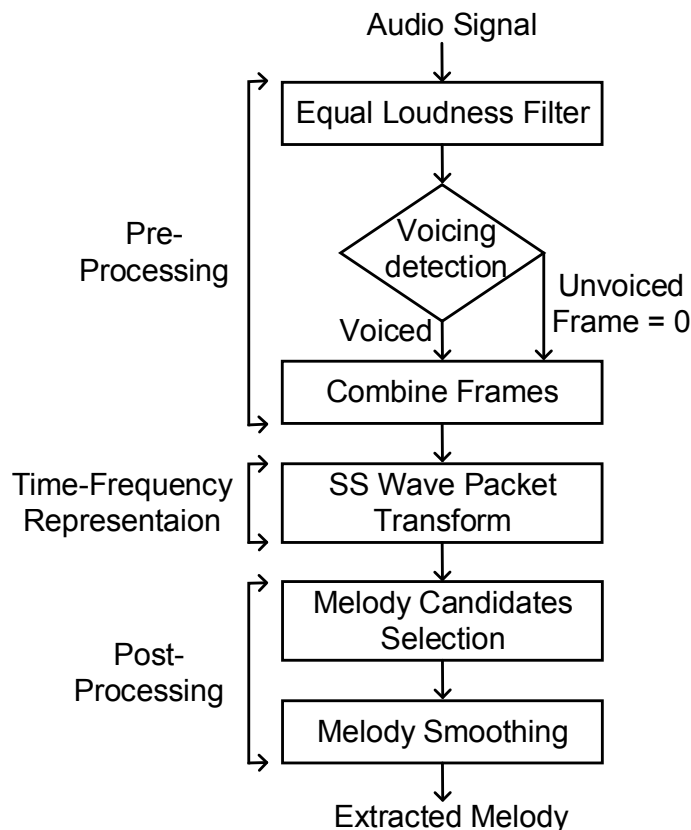 Audio Signal
Equal Loudness Filter
Pre-
Processing
Voicing
detection
Unvoiced
Frame = 0
Voiced
Combine Frames
Time-Frequency
Representaion
SS Wave Packet
Transform
Melody Candidates
Selection
Post-
Processing
Melody Smoothing
Extracted Melody